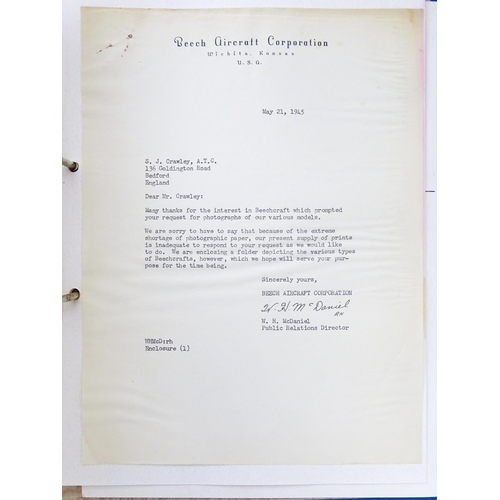 Beech Aircraft Corporation
Wichita, Kansas
U. S. A.
May 21, 1945
S. J. Crawley, A.T.C.
136 Goldington Road
Bedford
England
Dear Mr. Crawley:
Many thanks for the interest in Beechcraft which prompted
your request for photographs of our various models.
We are sorry to have to say that because of the extreme
shortage of photographic paper, our present supply of prints
is inadequate to respond to your request as we would like
to do. We are enclosing a folder depicting the various types
of Beechcrafts, however, which we hope will serve your pur-
pose for the time being.
Sincerely yours,
BEECH AIRCRAFT CORPORATION
W. H. McDaniel
RH
W. H. McDaniel
Public Relations Director
WHMcD:rh
Enclosure (1)